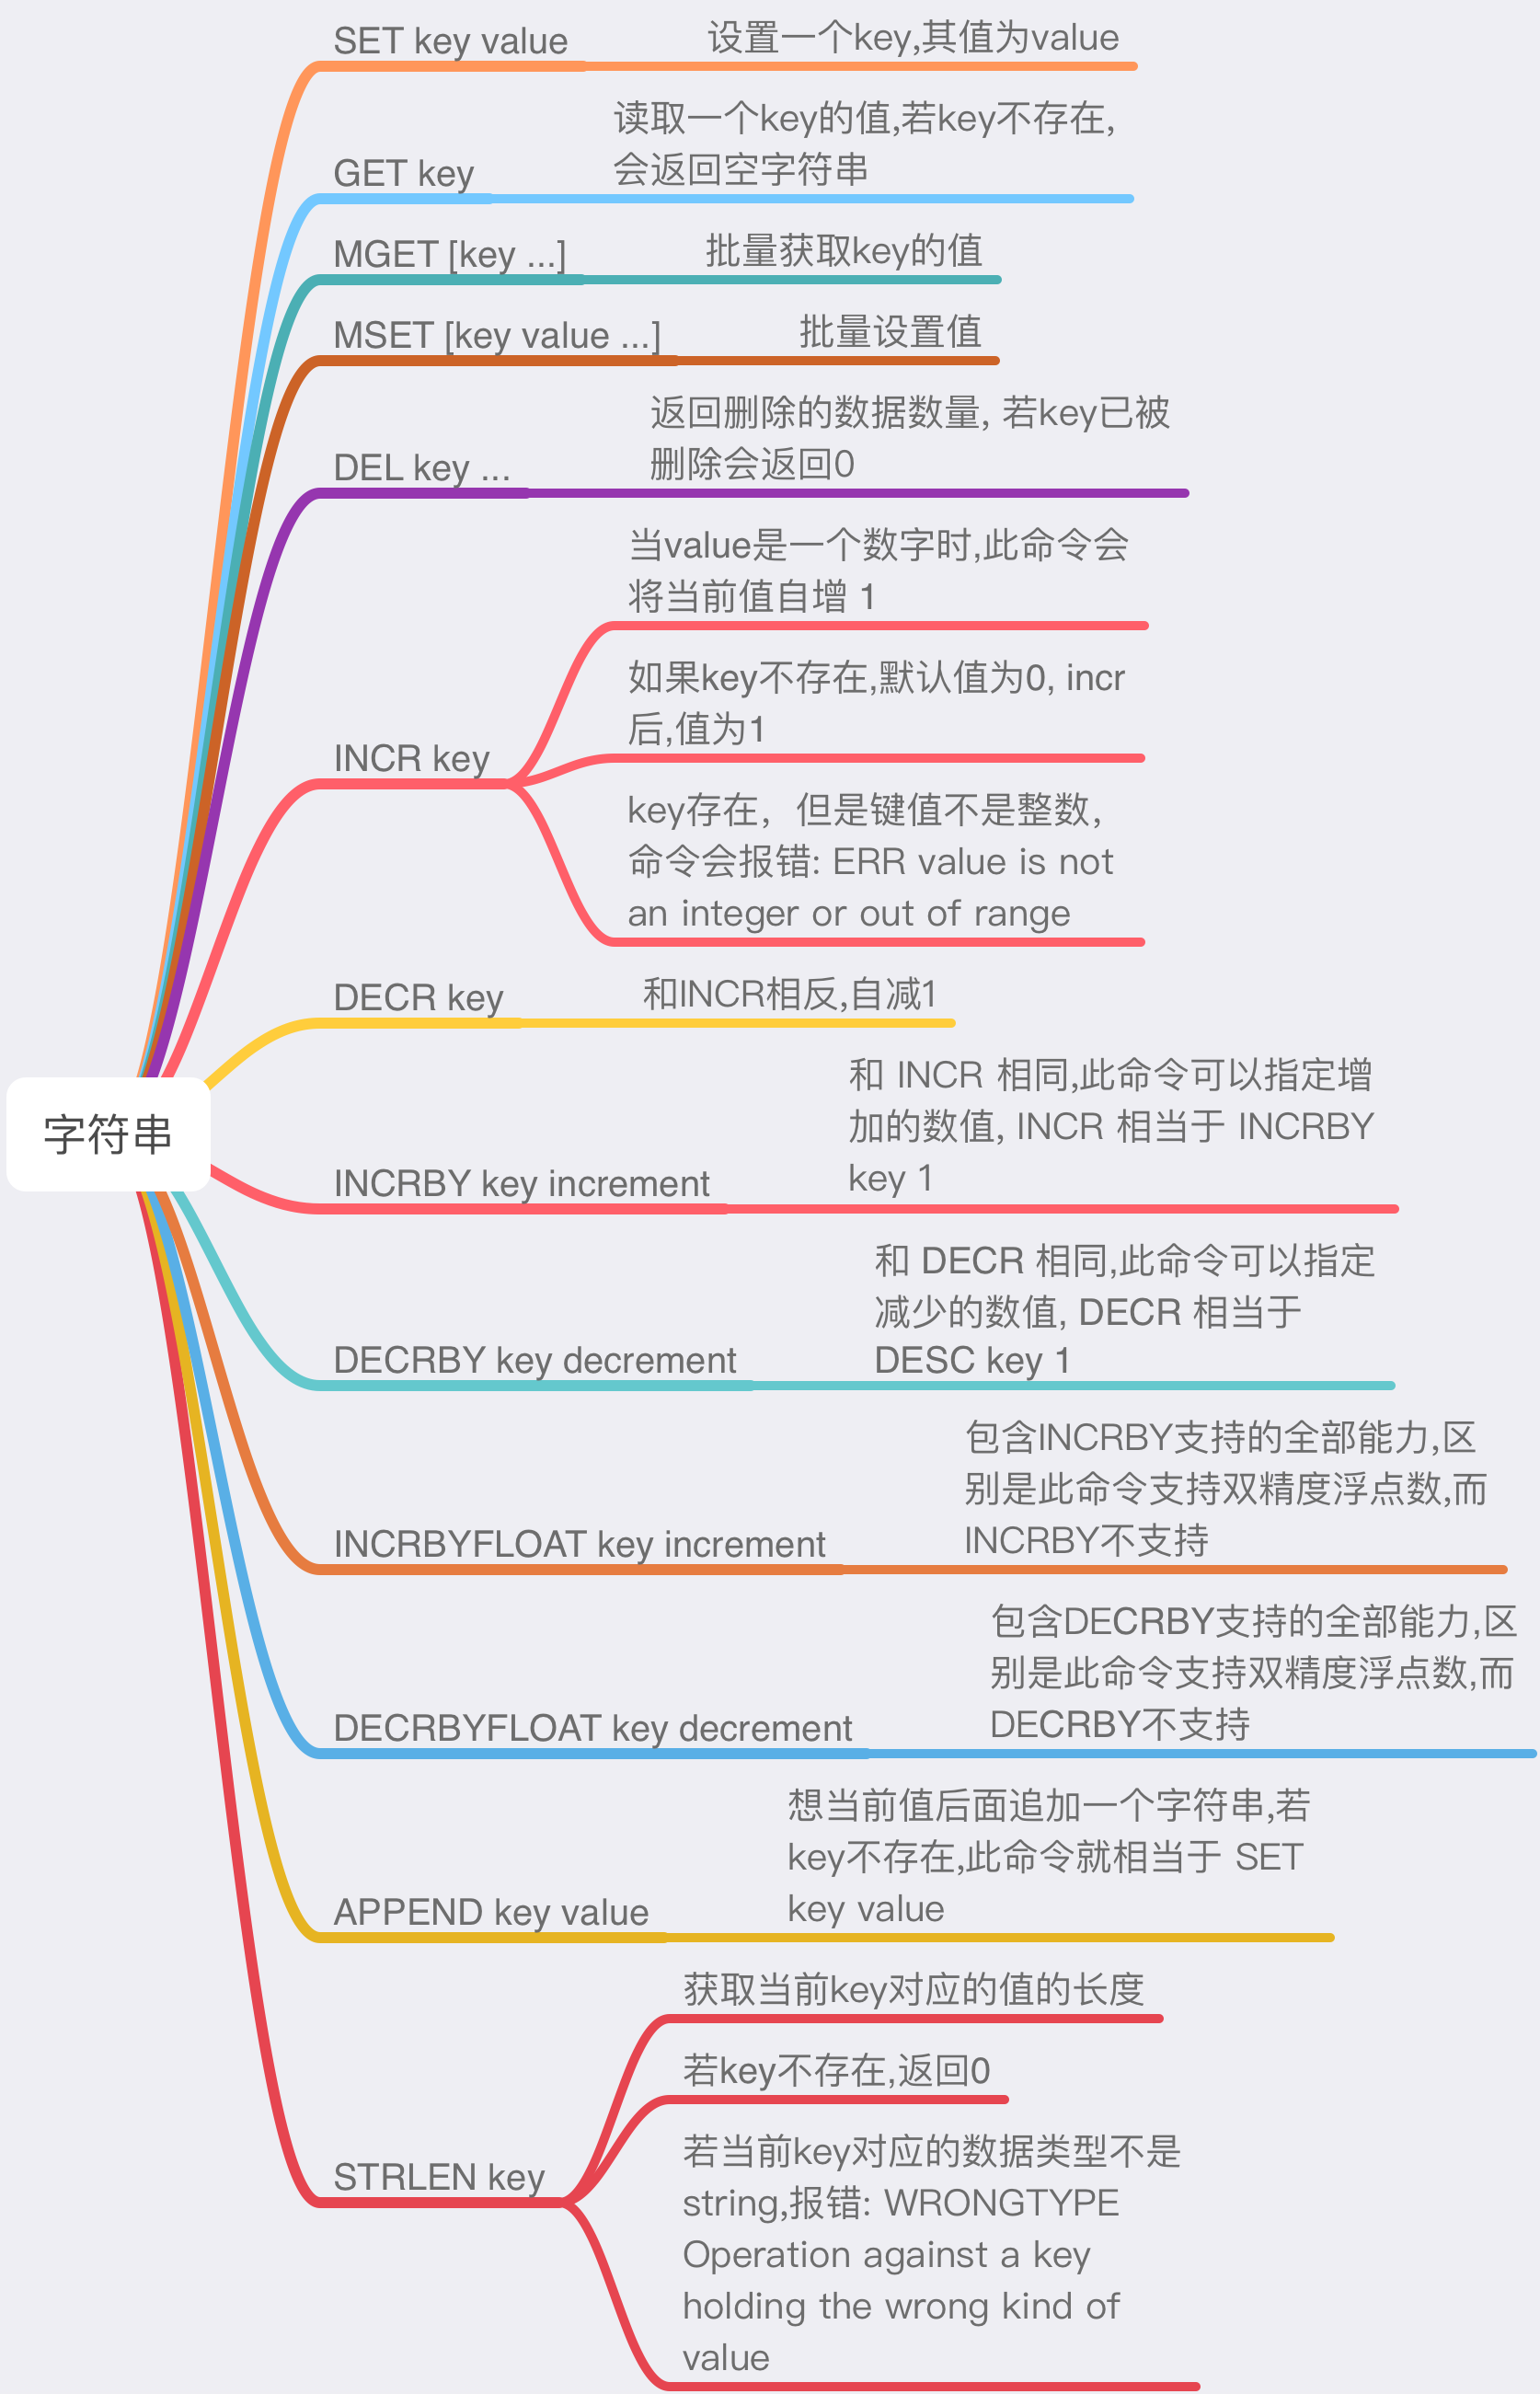 字符串
SET key value
设置一个key,其值为value
GET key
读取一个key的值,若key不存在,
会返回空字符串
MGET [key ...]
批量获取key的值
MSET [key value ...]
批量设置值
DEL key ...
返回删除的数据数量, 若key已被
删除会返回0
INCR key
当value是一个数字时,此命令会
将当前值自增 1
如果key不存在,默认值为0, incr
后,值为1
key存在，但是键值不是整数，
命令会报错: ERR value is not
an integer or out of range
DECR key
和INCR相反,自减1
INCRBY key increment
和 INCR 相同,此命令可以指定增
加的数值, INCR 相当于 INCRBY
key 1
DECRBY key decrement
和 DECR 相同,此命令可以指定
减少的数值, DECR 相当于
DESC key 1
INCRBYFLOAT key increment
包含INCRBY支持的全部能力,区
别是此命令支持双精度浮点数,而
INCRBY不支持
DECRBYFLOAT key decrement
包含DECRBY支持的全部能力,区
别是此命令支持双精度浮点数,而
DECRBY不支持
APPEND key value
想当前值后面追加一个字符串,若
key不存在,此命令就相当于 SET
key value
STRLEN key
获取当前key对应的值的长度
若key不存在,返回0
若当前key对应的数据类型不是
string,报错: WRONGTYPE
Operation against a key
holding the wrong kind of
value